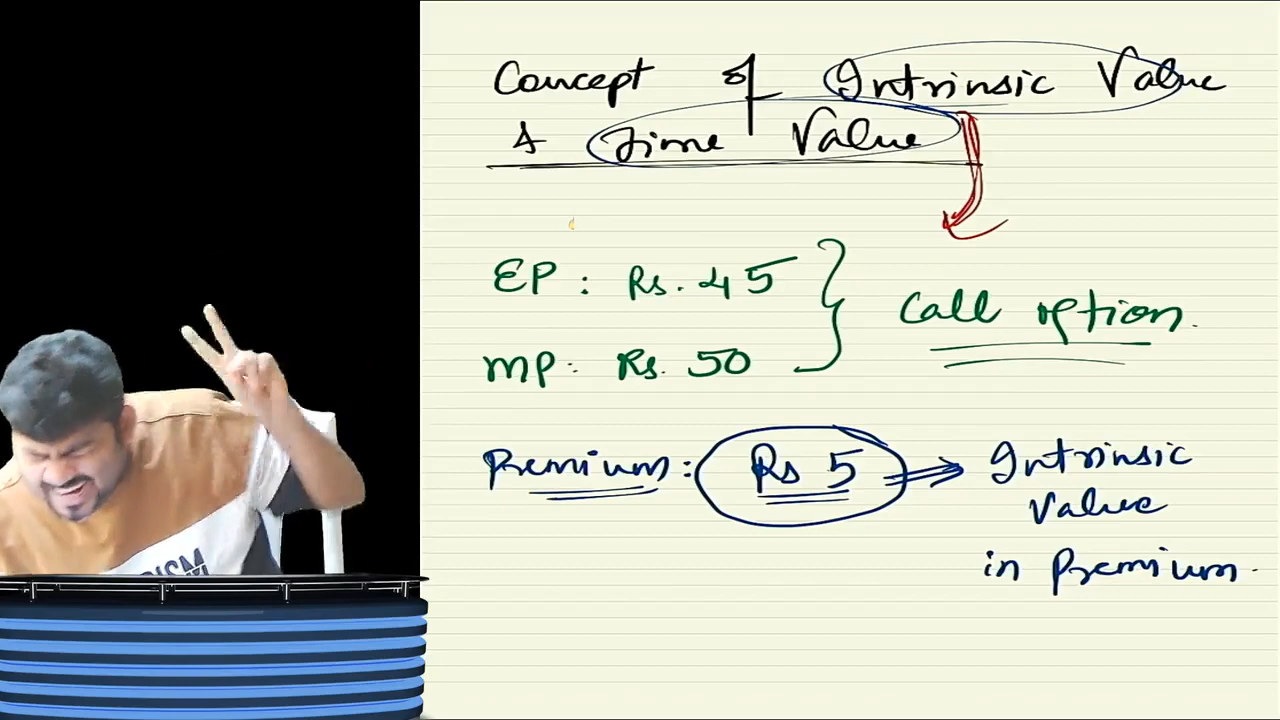 Concept of Intrinsic Value
& Time Value
EP : Rs. 45
MP : Rs. 50
Call option.
Premium : Rs 5 ⇒ Intrinsic
Value
in Premium.
ISM